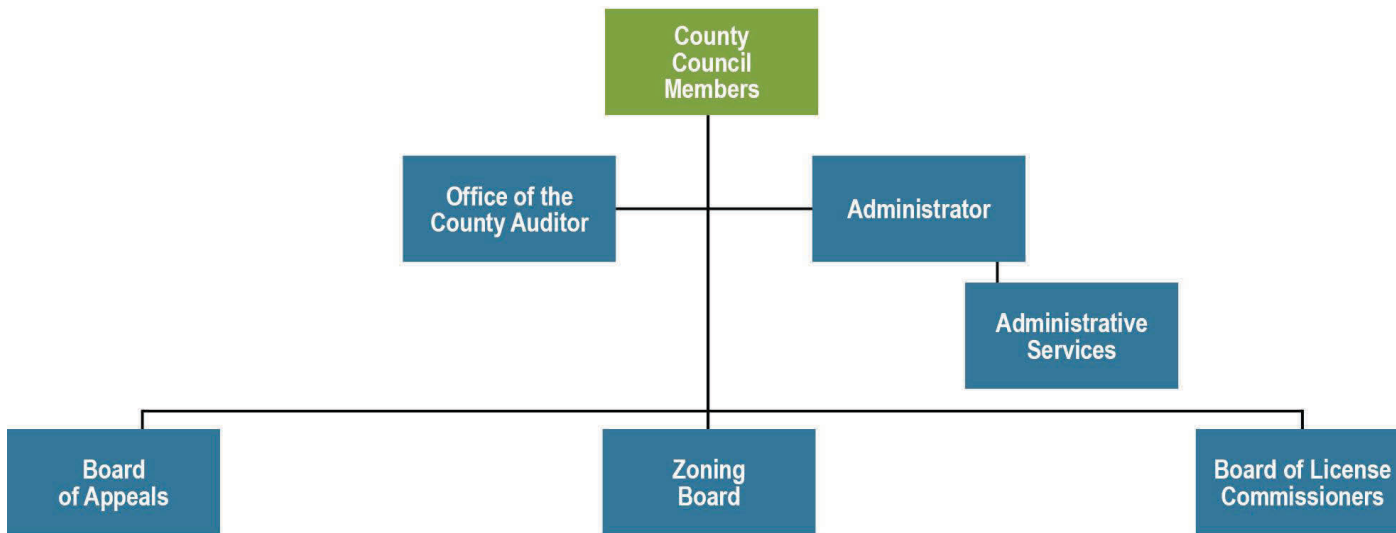 County
Council
Members
Office of the
County Auditor
Administrator
Administrative
Services
Board
of Appeals
Zoning
Board
Board of License
Commissioners